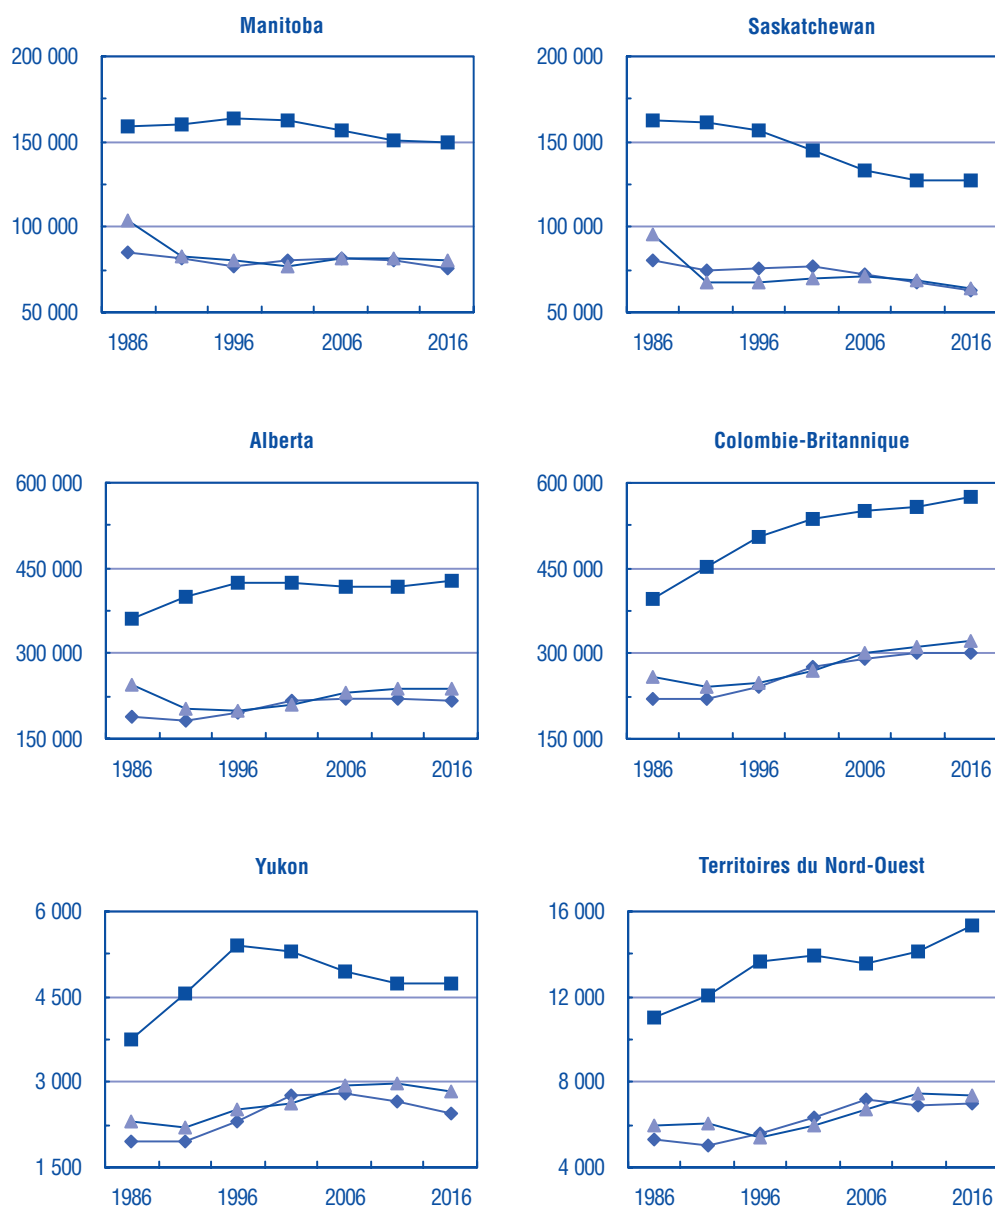 Manitoba
200 000
150 000
100 000
50 000
1986 1996 2006 2016
Saskatchewan
200 000
150 000
100 000
50 000
1986 1996 2006 2016
Alberta
600 000
450 000
300 000
150 000
1986 1996 2006 2016
Colombie-Britannique
600 000
450 000
300 000
150 000
1986 1996 2006 2016
Yukon
6 000
4 500
3 000
1 500
1986 1996 2006 2016
Territoires du Nord-Ouest
16 000
12 000
8 000
4 000
1986 1996 2006 2016